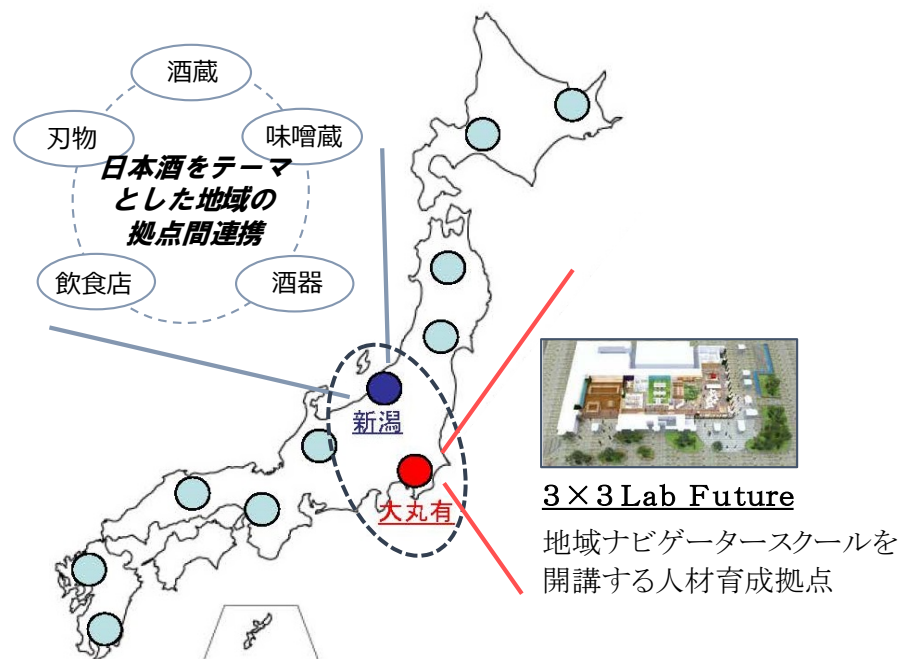 酒蔵
刃物
味噌蔵
日本酒をテーマ
とした地域の
拠点間連携
飲食店
酒器
新潟
大丸有
3×3 Lab Future
地域ナビゲータースクールを
開講する人材育成拠点